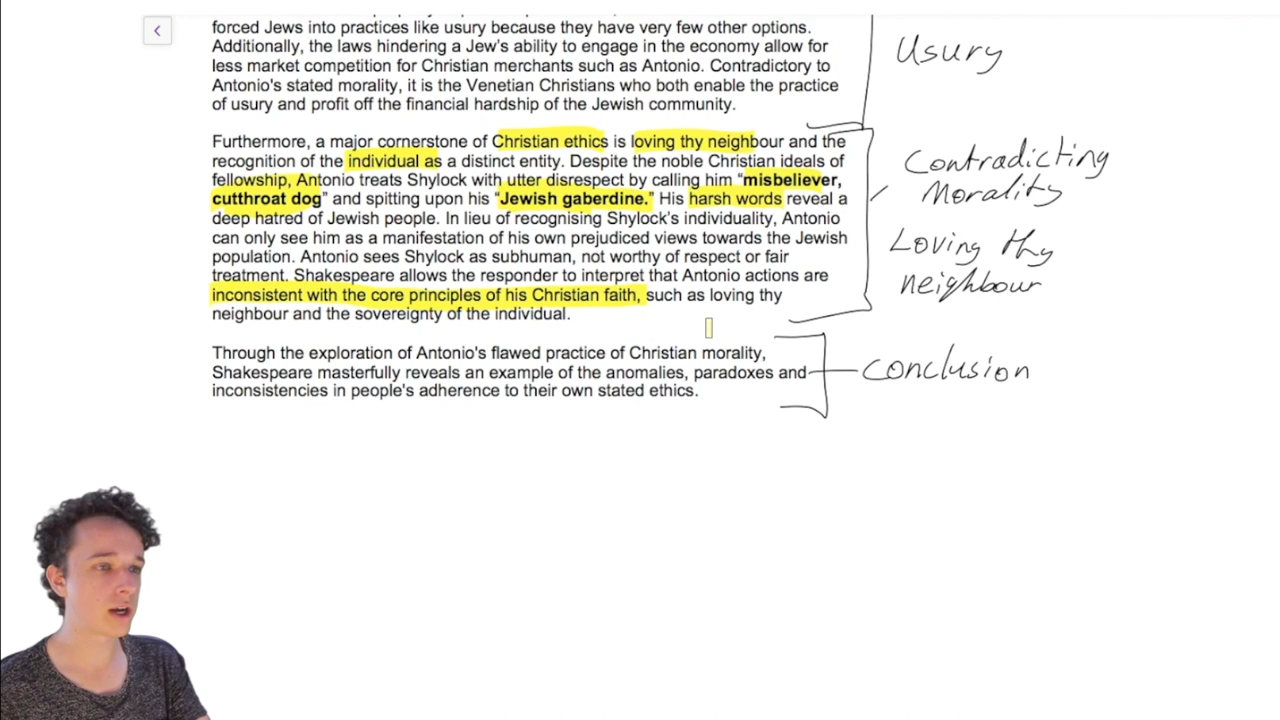 forced Jews into practices like usury because they have very few other options.
Additionally, the laws hindering a Jew's ability to engage in the economy allow for
less market competition for Christian merchants such as Antonio. Contradictory to
Antonio's stated morality, it is the Venetian Christians who both enable the practice
of usury and profit off the financial hardship of the Jewish community.
Usury
Furthermore, a major cornerstone of Christian ethics is loving thy neighbour and the
recognition of the individual as a distinct entity. Despite the noble Christian ideals of
fellowship, Antonio treats Shylock with utter disrespect by calling him “misbeliever,
cutthroat dog” and spitting upon his “Jewish gaberdine.” His harsh words reveal a
deep hatred of Jewish people. In lieu of recognising Shylock's individuality, Antonio
can only see him as a manifestation of his own prejudiced views towards the Jewish
population. Antonio sees Shylock as subhuman, not worthy of respect or fair
treatment. Shakespeare allows the responder to interpret that Antonio actions are
inconsistent with the core principles of his Christian faith, such as loving thy
neighbour and the sovereignty of the individual.
Contradicting
Morality
Loving thy
neighbour
Through the exploration of Antonio's flawed practice of Christian morality,
Shakespeare masterfully reveals an example of the anomalies, paradoxes and
inconsistencies in people's adherence to their own stated ethics.
Conclusion